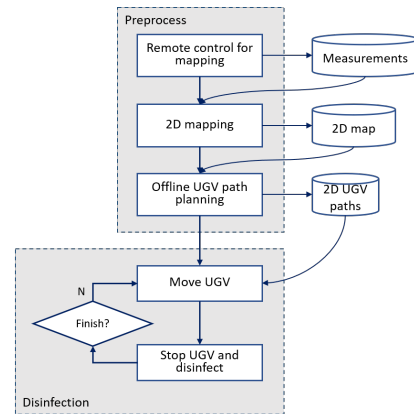 Preprocess
Remote control for
mapping
Measurements
2D mapping
2D map
Offline UGV path
planning
2D UGV
paths
N
Move UGV
Finish?
Stop UGV and
disinfect
Disinfection